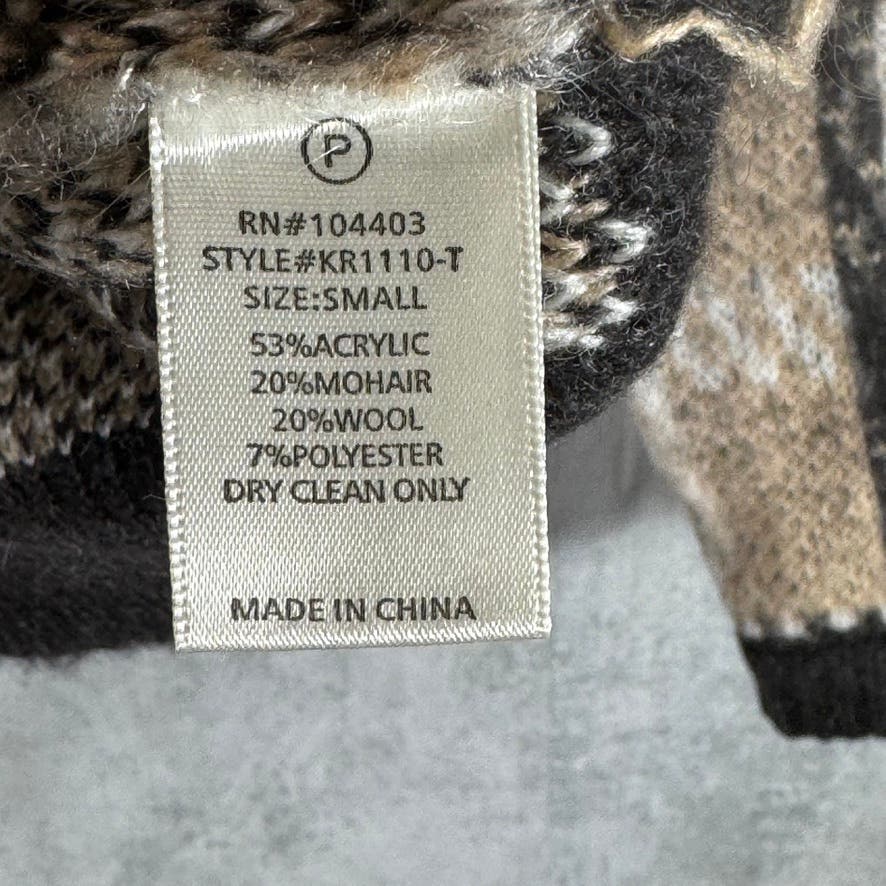 P
RN#104403
STYLE#KR1110-T
SIZE:SMALL
53%ACRYLIC
20%MOHAIR
20%WOOL
7%POLYESTER
DRY CLEAN ONLY
MADE IN CHINA